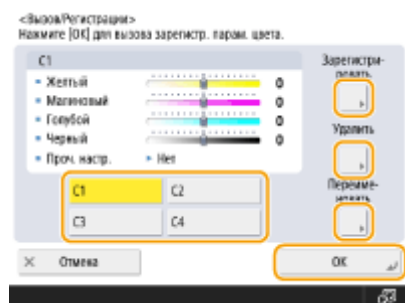 <Вызов/Регистрации>
Нажмите [OK] для вызова зарегистр. парам. цвета.
C1
Желтый 0
Магиновый 0
Голубой 0
Черный 0
Проч. настр. Нет
Зарегистри-
ровать
Удалить
Переиме-
новать
C1 C2
C3 C4
Отмена
OK